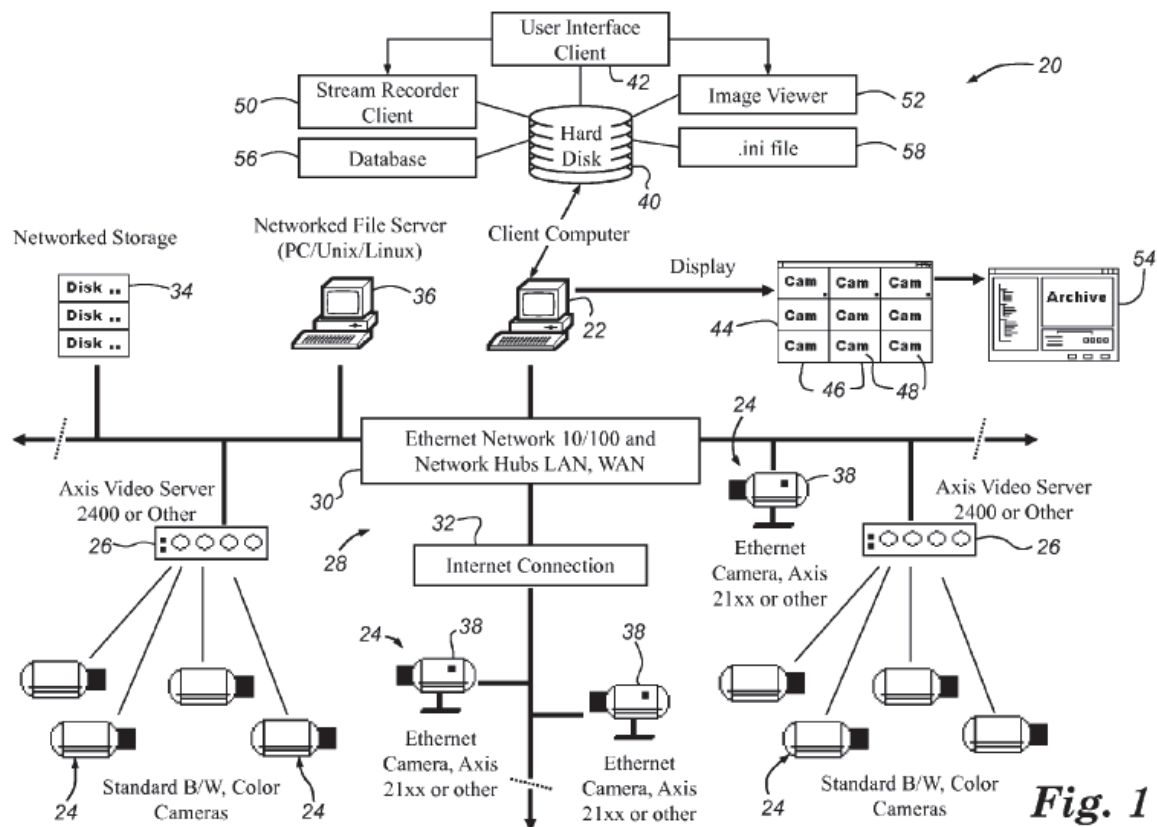 User Interface
Client
42
20
50
Stream Recorder
Client
Image Viewer
52
Hard
Disk
56
Database
.ini file
58
40
Networked Storage
Networked File Server
(PC/Unix/Linux)
Client Computer
Display
Disk ..
Disk ..
Disk ..
34
36
22
44
Cam
Cam
Cam
Cam
Cam
Cam
Cam
Cam
Cam
46
48
Archive
54
Ethernet Network 10/100 and
Network Hubs LAN, WAN
30
24
38
Axis Video Server
2400 or Other
26
28
32
Internet Connection
Ethernet
Camera, Axis
21xx or other
Axis Video Server
2400 or Other
26
24
38
38
Ethernet
Camera, Axis
21xx or other
Ethernet
Camera, Axis
21xx or other
24
24
Standard B/W, Color
Cameras
24
Standard B/W, Color
Cameras
Fig. 1